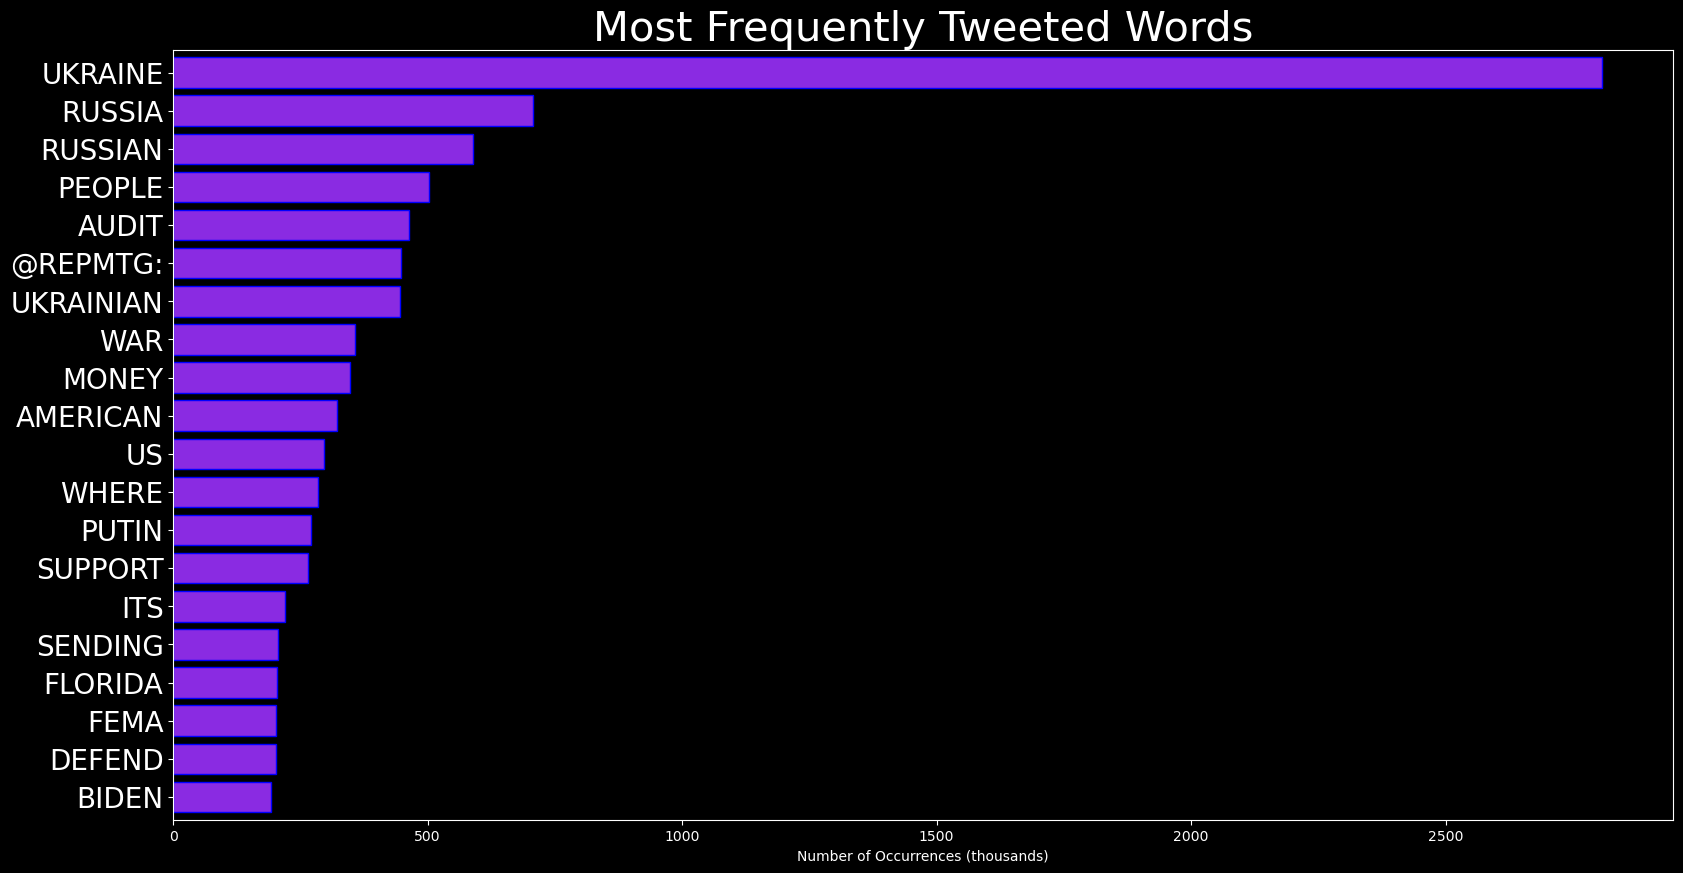 Most Frequently Tweeted Words
UKRAINE
RUSSIA
RUSSIAN
PEOPLE
AUDIT
@REPMTG:
UKRAINIAN
WAR
MONEY
AMERICAN
US
WHERE
PUTIN
SUPPORT
ITS
SENDING
FLORIDA
FEMA
DEFEND
BIDEN
0 500 1000 1500 2000 2500
Number of Occurrences (thousands)